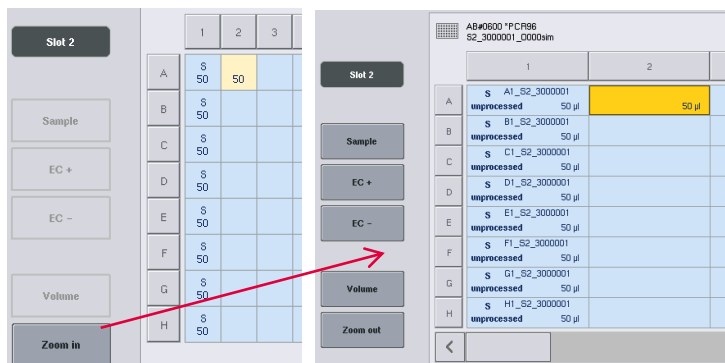 Slot 2
Sample
EC +
EC –
Volume
Zoom in
1 2 3
A S 50 50
B S 50
C S 50
D S 50
E S 50
F S 50
G S 50
H S 50
AB#0600 *PCR96
S2_3000001_0000sim
Slot 2
Sample
EC +
EC –
Volume
Zoom out
1 2
A S A1_S2_3000001
unprocessed 50 µl 50 µl
B S B1_S2_3000001
unprocessed 50 µl
C S C1_S2_3000001
unprocessed 50 µl
D S D1_S2_3000001
unprocessed 50 µl
E S E1_S2_3000001
unprocessed 50 µl
F S F1_S2_3000001
unprocessed 50 µl
G S G1_S2_3000001
unprocessed 50 µl
H S H1_S2_3000001
unprocessed 50 µl